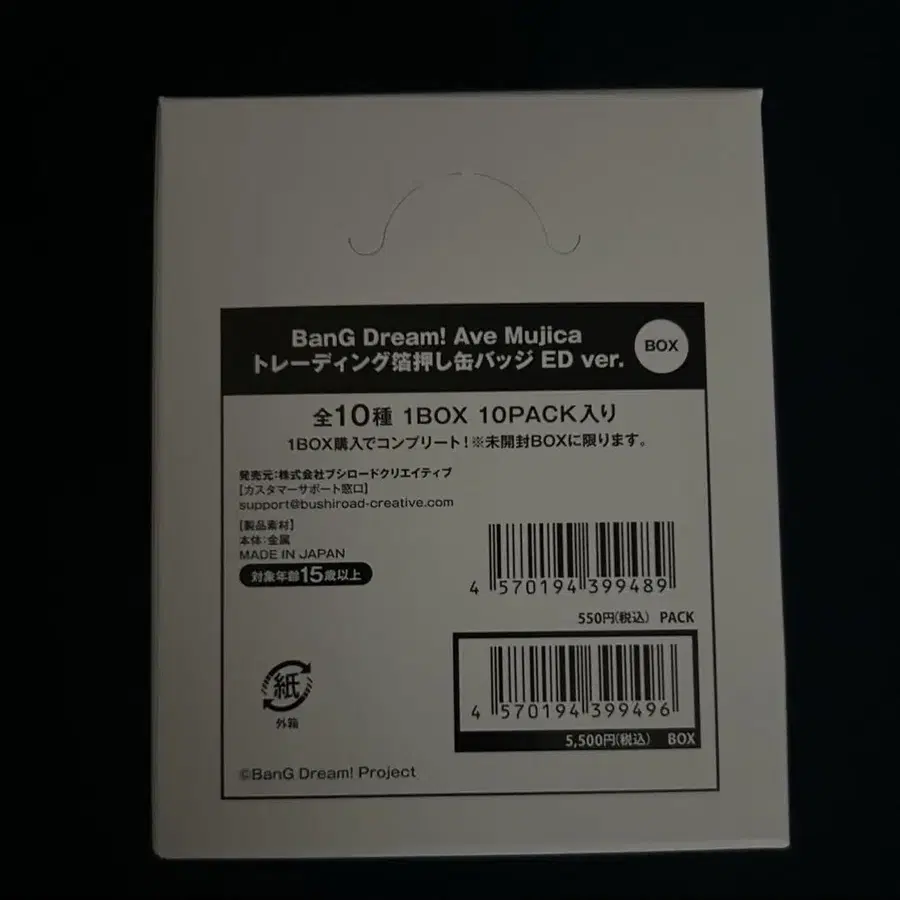 BanG Dream! Ave Mujica
トレーディング箔押し缶バッジ ED ver.
BOX
全10種 1BOX 10PACK入り
1BOX購入でコンプリート!※未開封BOXに限ります。
発売元:株式会社ブシロードクリエイティブ
【カスタマーサポート窓口】
support@bushiroad-creative.com
【製品素材】
本体:金属
MADE IN JAPAN
対象年齢15歳以上
4 570194 399489
550円(税込) PACK
4 570194 399496
5,500円(税込) BOX
紙
外箱
©BanG Dream! Project